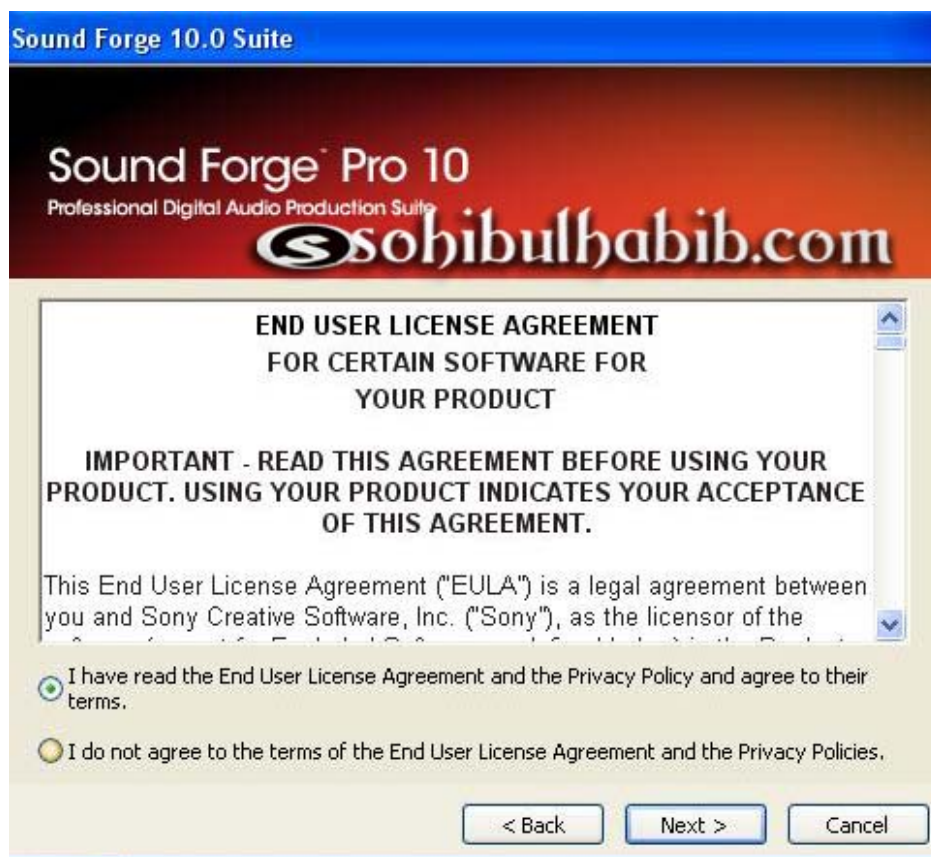 Sound Forge 10.0 Suite
Sound Forge™ Pro 10
Professional Digital Audio Production Suite
Ssohibulhabib.com
END USER LICENSE AGREEMENT
FOR CERTAIN SOFTWARE FOR
YOUR PRODUCT
IMPORTANT - READ THIS AGREEMENT BEFORE USING YOUR
PRODUCT. USING YOUR PRODUCT INDICATES YOUR ACCEPTANCE
OF THIS AGREEMENT.
This End User License Agreement ("EULA") is a legal agreement between
you and Sony Creative Software, Inc. ("Sony"), as the licensor of the
I have read the End User License Agreement and the Privacy Policy and agree to their
terms.
I do not agree to the terms of the End User License Agreement and the Privacy Policies.
< Back
Next >
Cancel